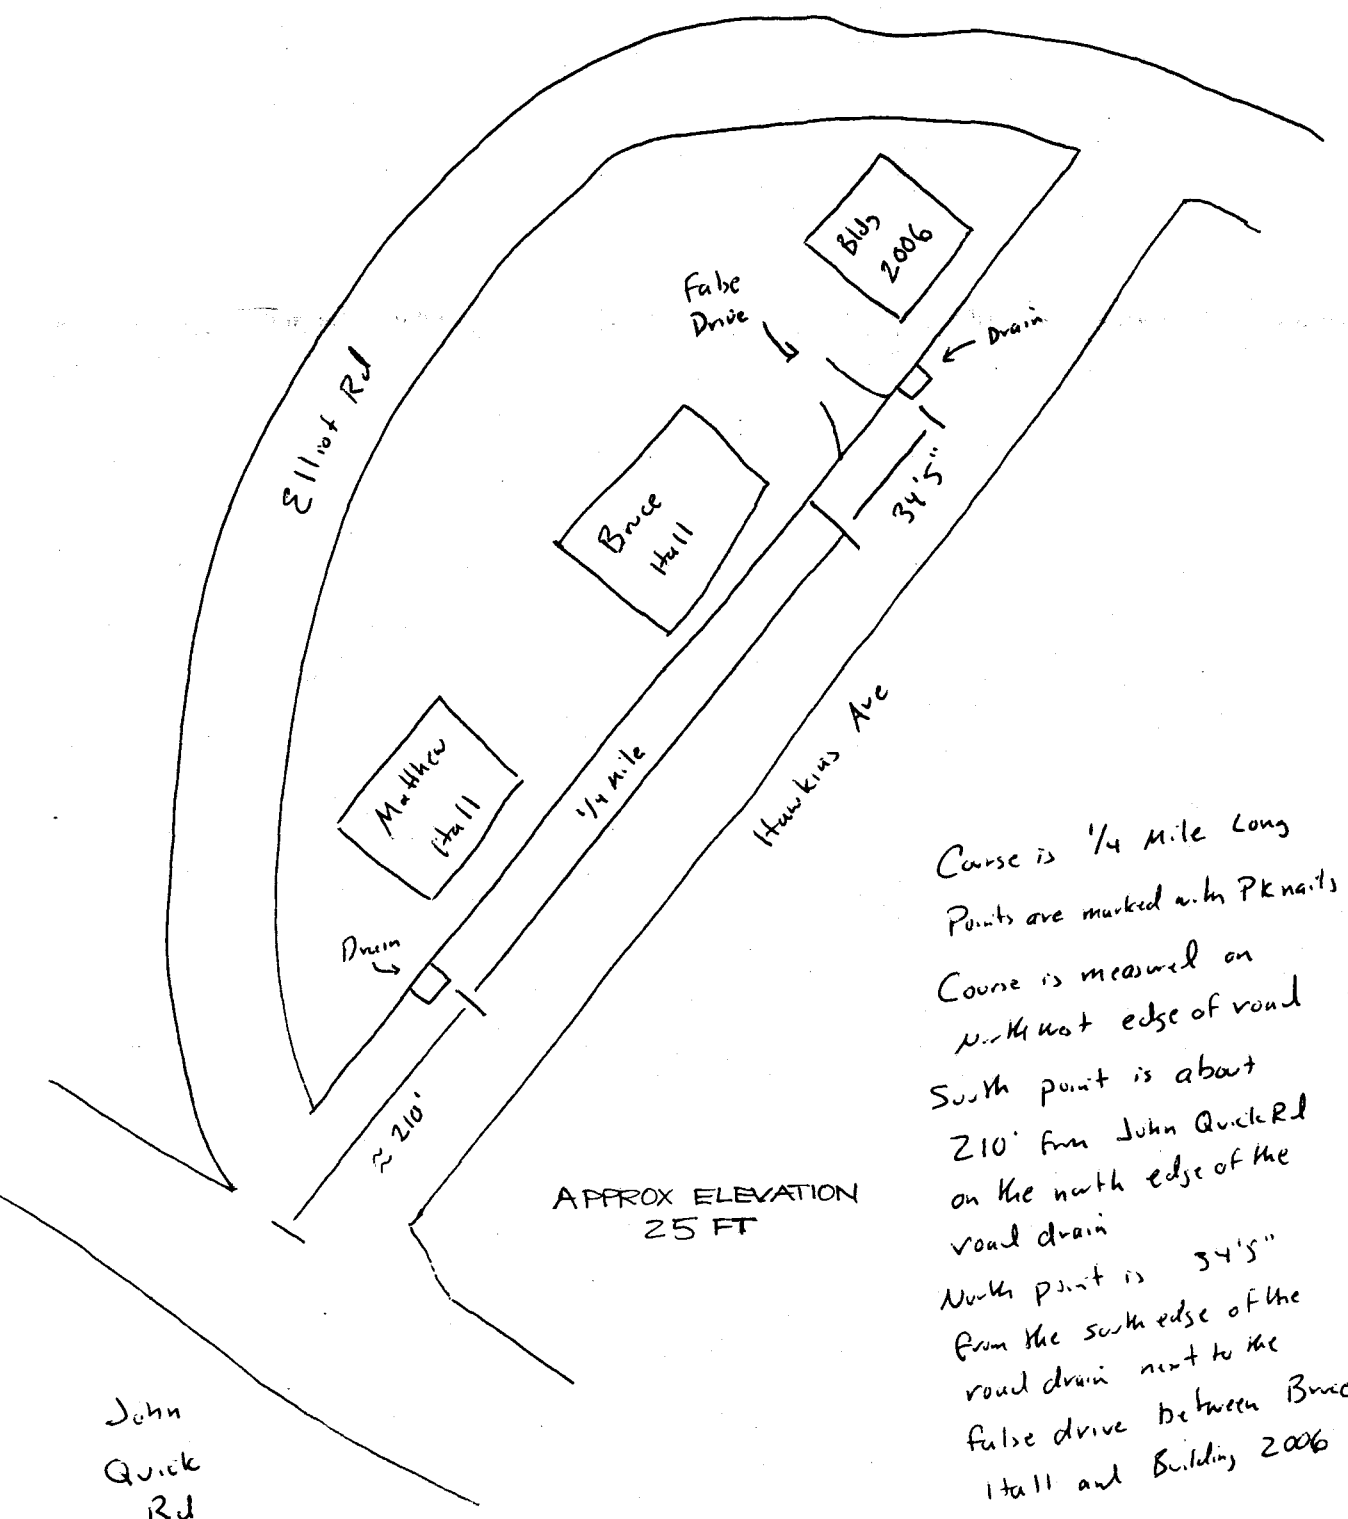 Bldg
2006
False
Drive
Drain
Elliot Rd
34'5"
Bruce
Hall
Hawkins Ave
1/4 Mile
Matthew
Hall
Drain
≈ 210'
APPROX ELEVATION
25 FT
Course is 1/4 Mile Long
Points are marked with PK nails
Course is measured on
northwest edge of road
South point is about
210' from John Quick Rd
on the north edge of the
road drain
North point is 34'5"
from the south edge of the
road drain next to the
false drive between Bruce
Hall and Building 2006
John
Quick
Rd